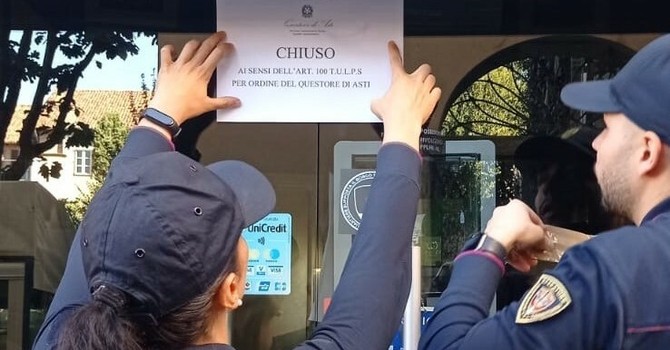 Questura di Asti
CHIUSO
AI SENSI DELL'ART. 100 T.U.L.P.S
PER ORDINE DEL QUESTORE DI ASTI
UniCredit
VISA